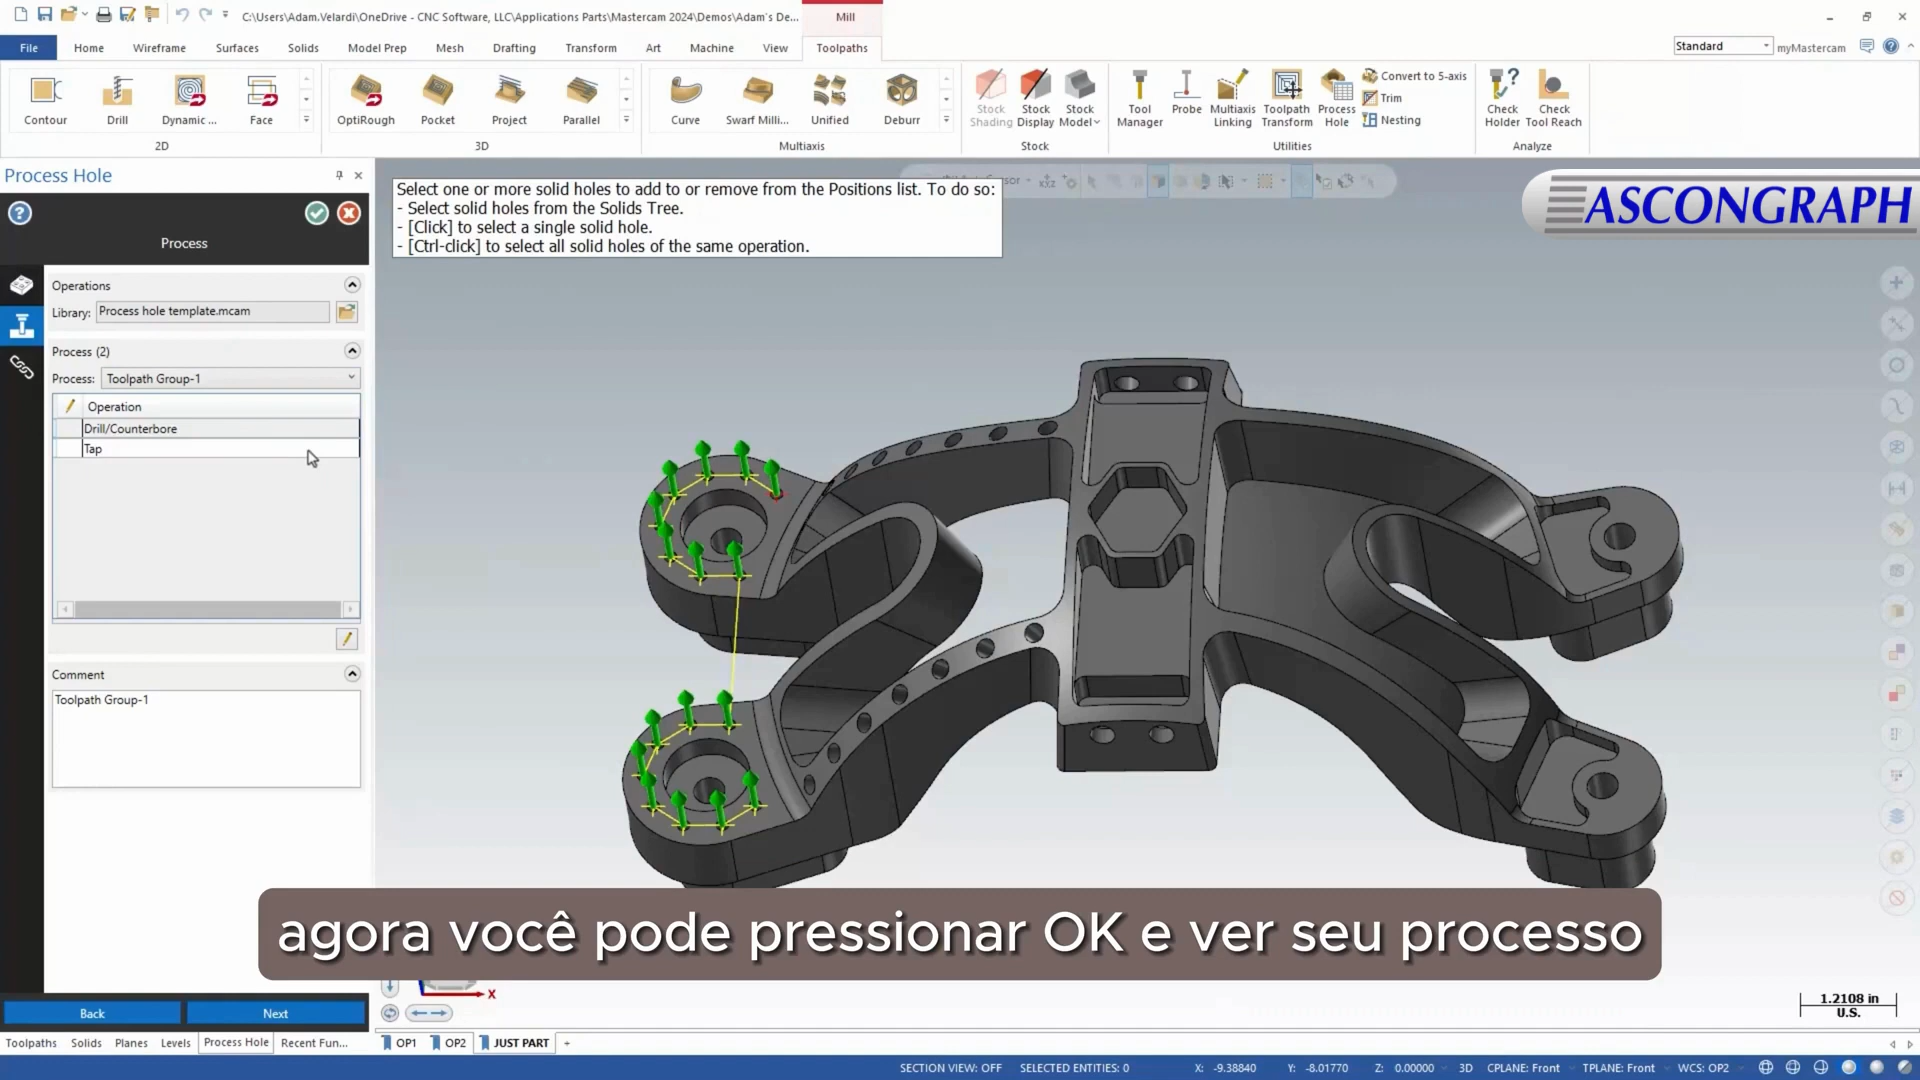 C:\Users\Adam.Velardi\OneDrive - CNC Software, LLC\Applications Parts\Mastercam 2024\Demos\Adam's De...
Mill
File Home Wireframe Surfaces Solids Model Prep Mesh Drafting Transform Art Machine View Toolpaths
Standard
myMastercam
Contour Drill Dynamic ... Face
2D
OptiRough Pocket Project Parallel
3D
Curve Swarf Milli... Unified Deburr
Multiaxis
Stock Shading
Stock Display
Stock Model
Stock
Tool Manager
Probe
Multiaxis Linking
Toolpath Transform
Process Hole
Convert to 5-axis
Trim
Nesting
Utilities
Check Holder
Check Tool Reach
Analyze
Process Hole
Process
Operations
Library: Process hole template.mcam
Process (2)
Process: Toolpath Group-1
Operation
Drill/Counterbore
Tap
Comment
Toolpath Group-1
Back Next
Toolpaths Solids Planes Levels Process Hole Recent Fun...
Select one or more solid holes to add to or remove from the Positions list. To do so:
- Select solid holes from the Solids Tree.
- [Click] to select a single solid hole.
- [Ctrl-click] to select all solid holes of the same operation.
ASCONGRAPH
agora você pode pressionar OK e ver seu processo
X
1.2108 in
U.S.
OP1 OP2 JUST PART +
SECTION VIEW: OFF SELECTED ENTITIES: 0 X: -9.38840 Y: -8.01770 Z: 0.00000 3D CPLANE: Front TPLANE: Front WCS: OP2